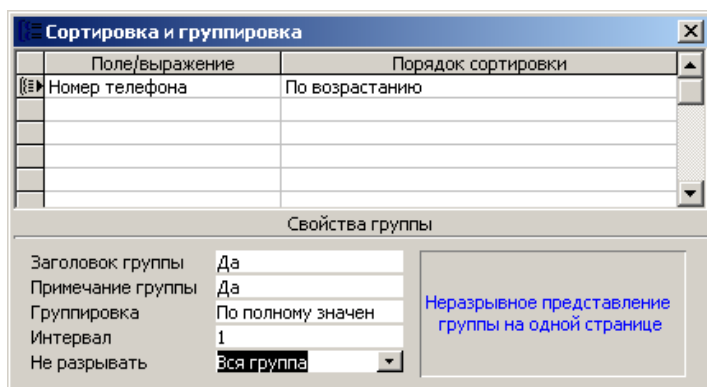 Сортировка и группировка
Поле/выражение Порядок сортировки
Номер телефона По возрастанию
Свойства группы
Заголовок группы Да
Примечание группы Да
Группировка По полному значен
Интервал 1
Не разрывать Вся группа
Неразрывное представление
группы на одной странице